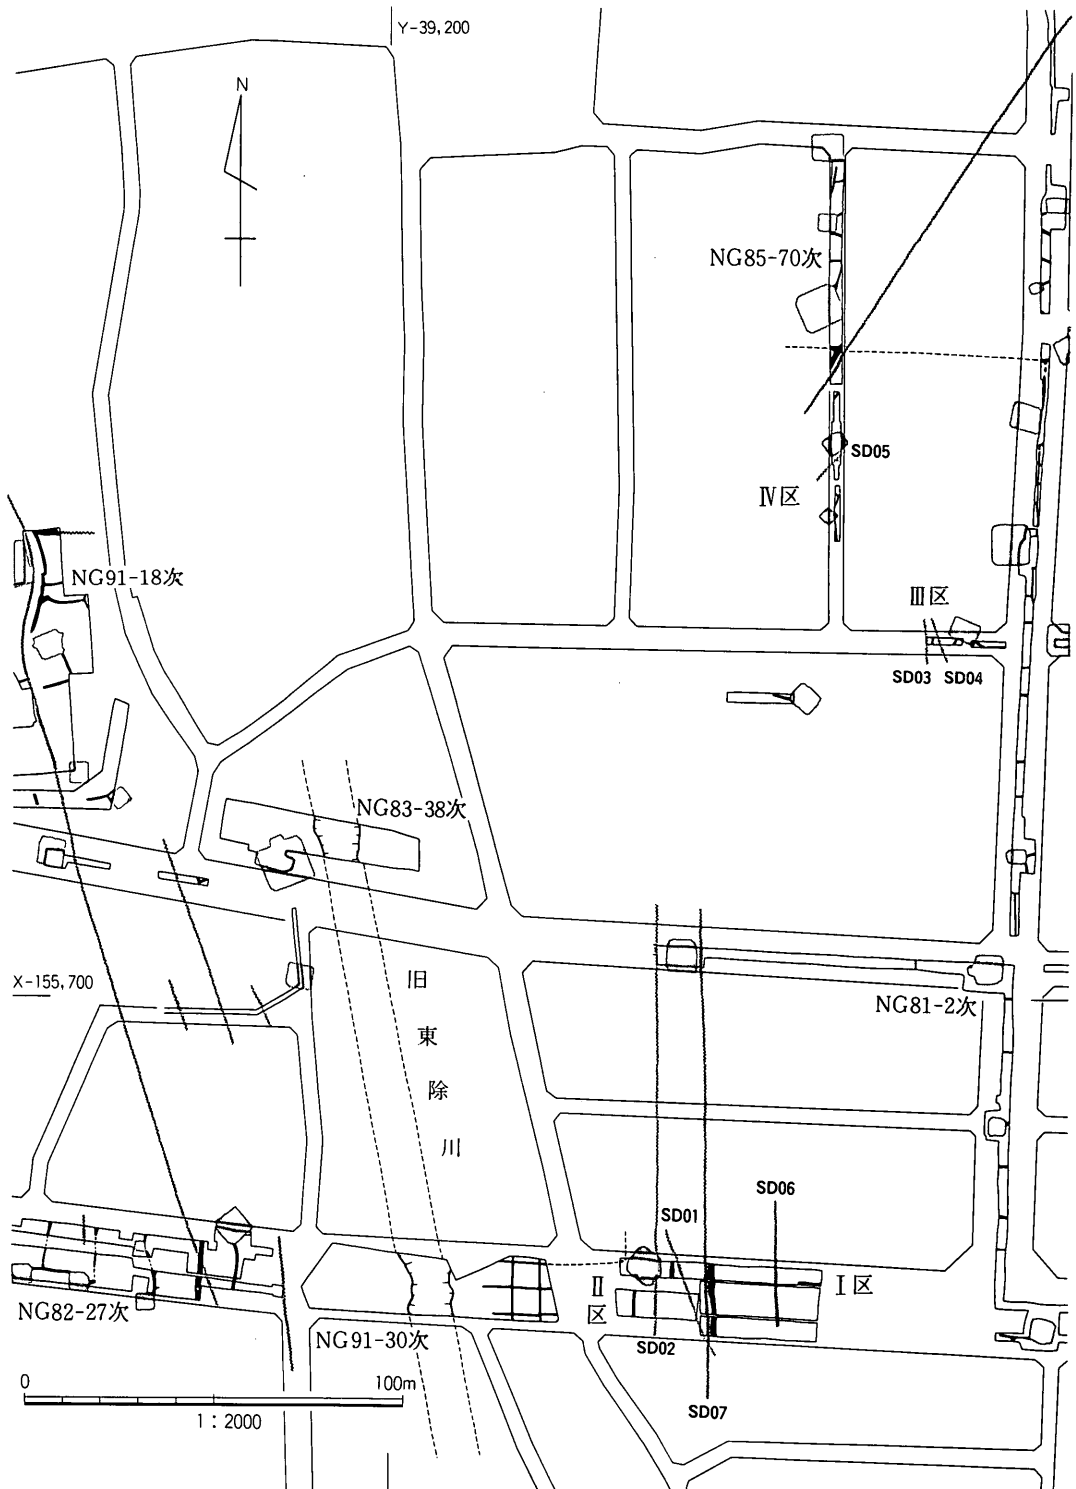 Y-39,200
N
NG85-70次
SD05
Ⅳ区
NG91-18次
Ⅲ区
SD03 SD04
NG83-38次
X-155,700
旧東除川
NG81-2次
SD06
SD01
Ⅰ区
Ⅱ区
NG82-27次
NG91-30次
SD02
0 100m
1：2000
SD07